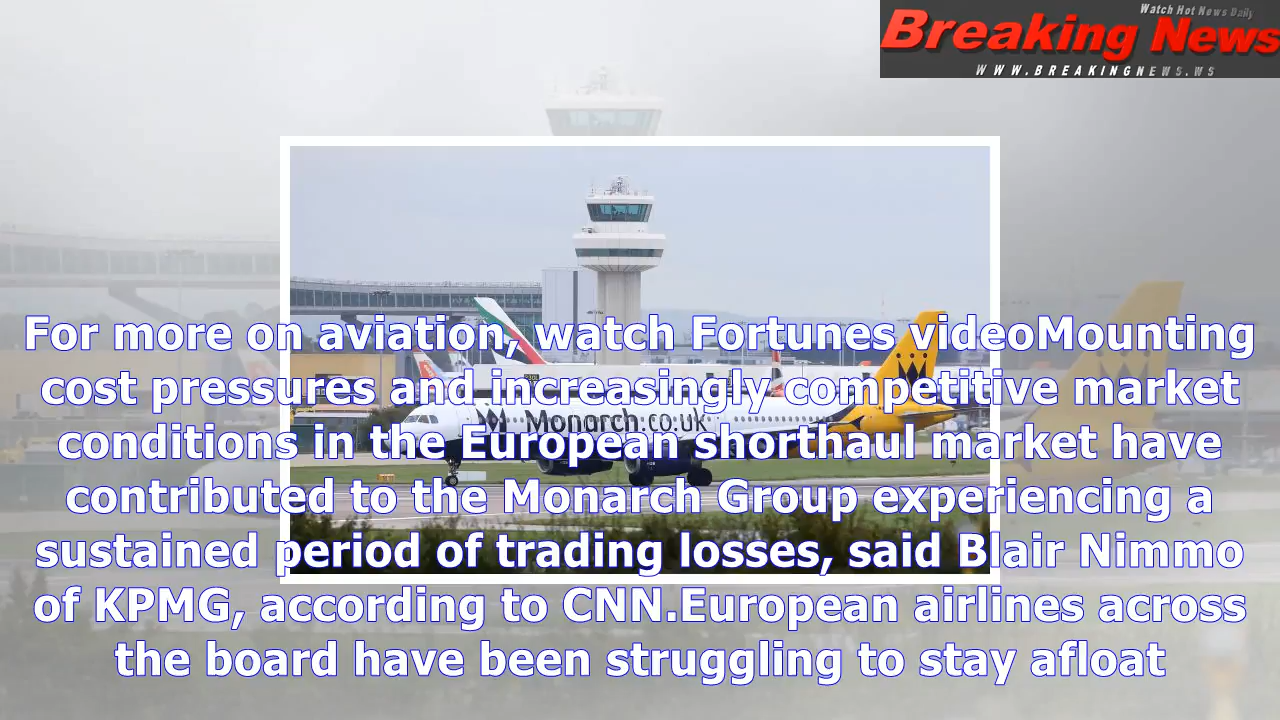 Watch Hot News Daily
Breaking News
WWW.BREAKINGNEWS.WS
For more on aviation, watch Fortunes videoMounting
cost pressures and increasingly competitive market
conditions in the European shorthaul market have
contributed to the Monarch Group experiencing a
sustained period of trading losses, said Blair Nimmo
of KPMG, according to CNN.European airlines across
the board have been struggling to stay afloat
Monarch.co.uk